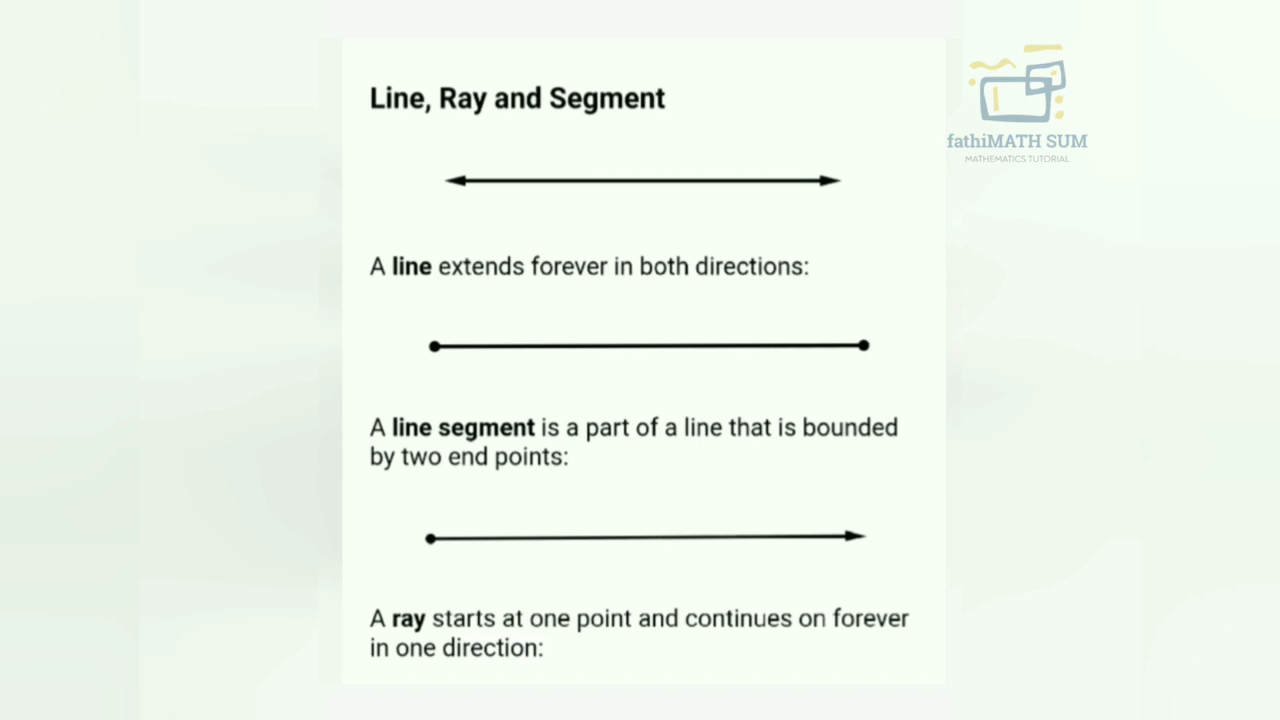 Line, Ray and Segment
fathiMATH SUM
MATHEMATICS TUTORIAL
A line extends forever in both directions:
A line segment is a part of a line that is bounded
by two end points:
A ray starts at one point and continues on forever
in one direction: